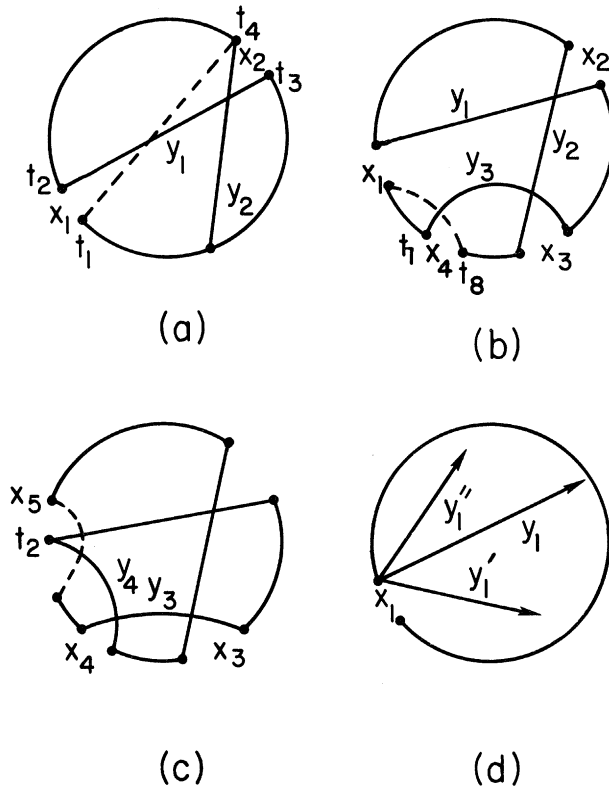 t₄
x₂
t₃
y₁
t₂
x₁
t₁
y₂
(a)
x₂
y₁
y₂
y₃
x₁
t₇
x₄
t₈
x₃
(b)
x₅
t₂
y₄
y₃
x₄
x₃
(c)
y₁″
y₁
y₁′
x₁
(d)